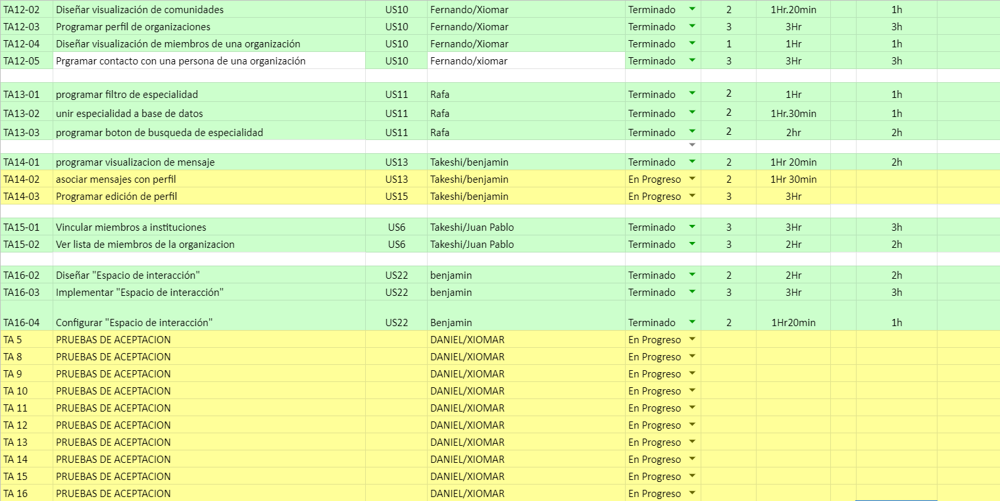 TA12-02 Diseñar visualización de comunidades US10 Fernando/Xiomar Terminado 2 1Hr.20min 1h
TA12-03 Programar perfil de organizaciones US10 Fernando/Xiomar Terminado 3 3Hr 3h
TA12-04 Diseñar visualización de miembros de una organización US10 Fernando/Xiomar Terminado 1 1Hr 1h
TA12-05 Prgramar contacto con una persona de una organización US10 Fernando/xiomar Terminado 3 3Hr 3h
TA13-01 programar filtro de especialidad US11 Rafa Terminado 2 1Hr 1h
TA13-02 unir especialidad a base de datos US11 Rafa Terminado 2 1Hr.30min 1h
TA13-03 programar boton de busqueda de especialidad US11 Rafa Terminado 2 2hr 2h
TA14-01 programar visualizacion de mensaje US13 Takeshi/benjamin Terminado 2 1Hr 20min 2h
TA14-02 asociar mensajes con perfil US13 Takeshi/benjamin En Progreso 2 1Hr 30min
TA14-03 Programar edición de perfil US15 Takeshi/benjamin En Progreso 3 3Hr
TA15-01 Vincular miembros a instituciones US6 Takeshi/Juan Pablo Terminado 3 3Hr 3h
TA15-02 Ver lista de miembros de la organizacion US6 Takeshi/Juan Pablo Terminado 3 2Hr 2h
TA16-02 Diseñar "Espacio de interacción" US22 benjamin Terminado 2 2Hr 2h
TA16-03 Implementar "Espacio de interacción" US22 benjamin Terminado 3 3Hr 3h
TA16-04 Configurar "Espacio de interacción" US22 Benjamin Terminado 2 1Hr20min 1h
TA 5 PRUEBAS DE ACEPTACION DANIEL/XIOMAR En Progreso
TA 8 PRUEBAS DE ACEPTACION DANIEL/XIOMAR En Progreso
TA 9 PRUEBAS DE ACEPTACION DANIEL/XIOMAR En Progreso
TA 10 PRUEBAS DE ACEPTACION DANIEL/XIOMAR En Progreso
TA 11 PRUEBAS DE ACEPTACION DANIEL/XIOMAR En Progreso
TA 12 PRUEBAS DE ACEPTACION DANIEL/XIOMAR En Progreso
TA 13 PRUEBAS DE ACEPTACION DANIEL/XIOMAR En Progreso
TA 14 PRUEBAS DE ACEPTACION DANIEL/XIOMAR En Progreso
TA 15 PRUEBAS DE ACEPTACION DANIEL/XIOMAR En Progreso
TA 16 PRUEBAS DE ACEPTACION DANIEL/XIOMAR En Progreso